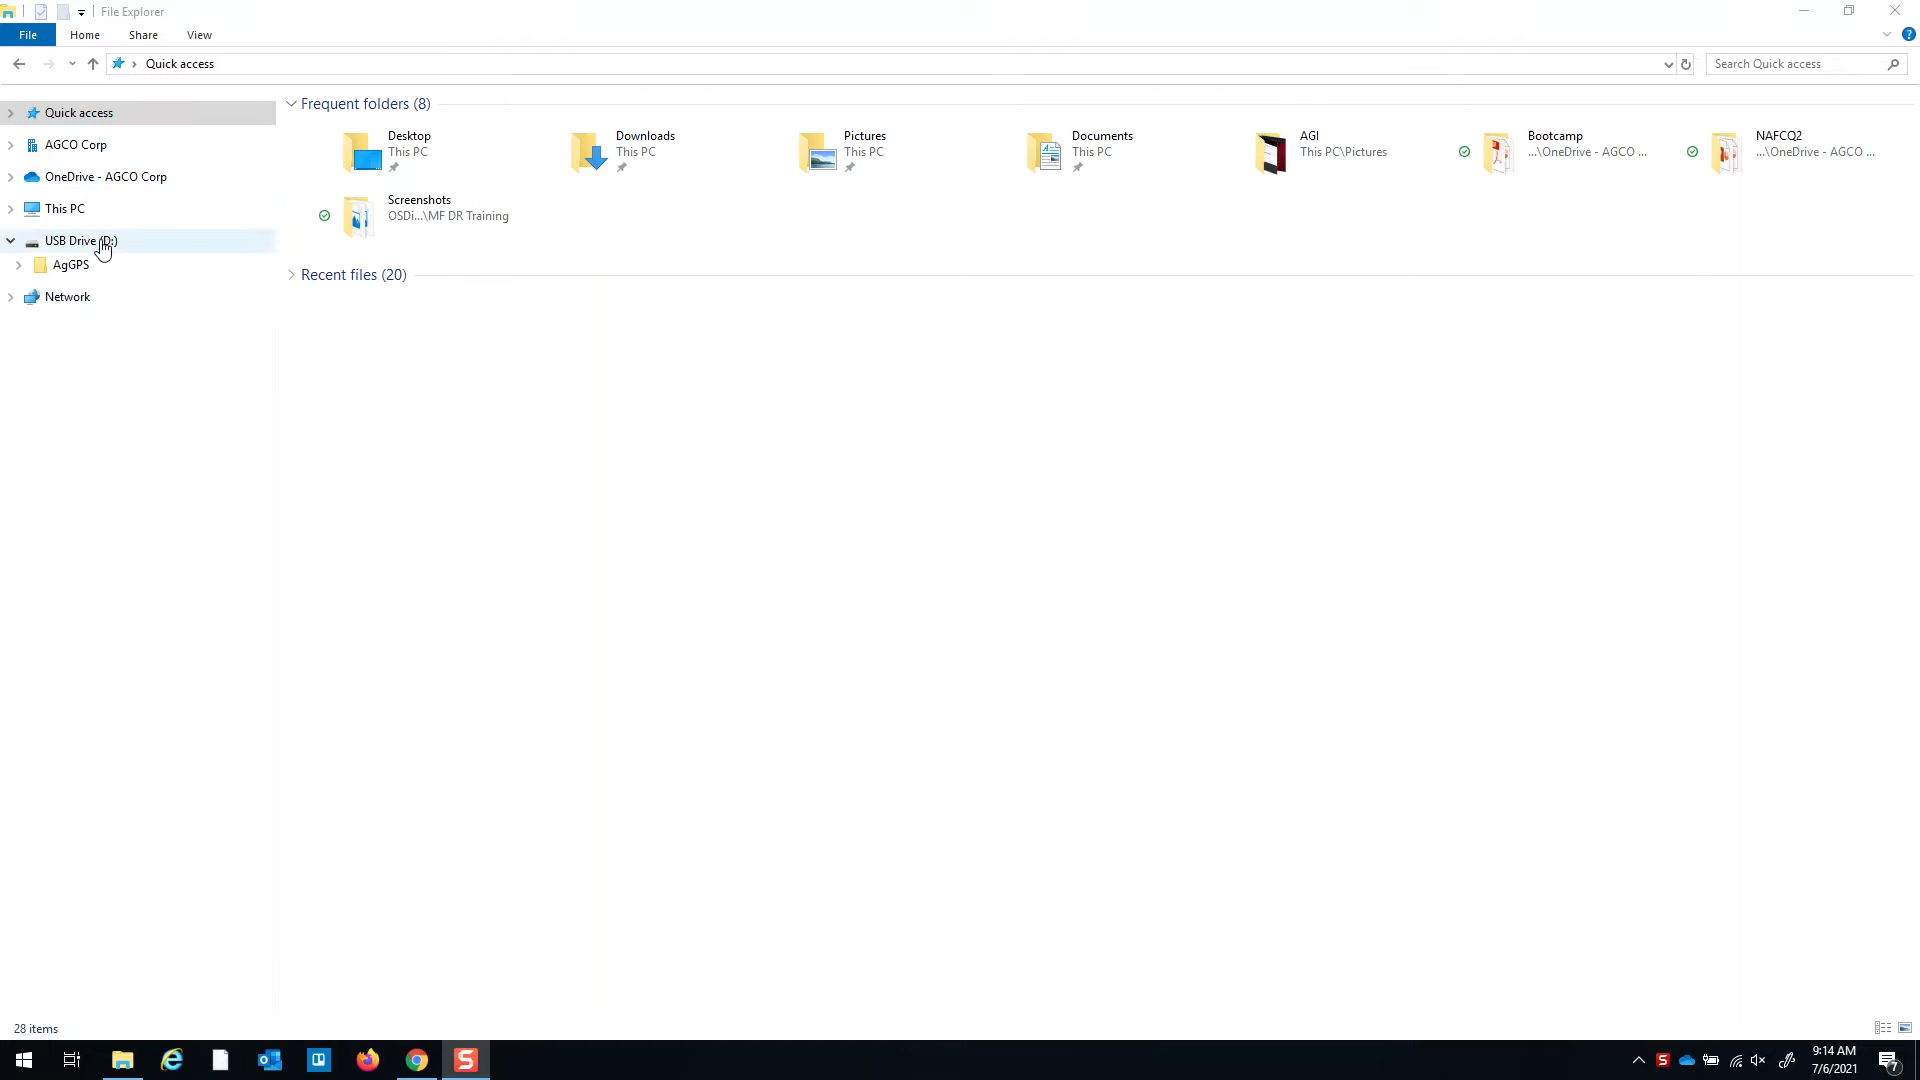 File Explorer
File Home Share View
Quick access
Search Quick access
Quick access
AGCO Corp
OneDrive - AGCO Corp
This PC
USB Drive (D:)
AgGPS
Network
Frequent folders (8)
Desktop
This PC
Downloads
This PC
Pictures
This PC
Documents
This PC
AGI
This PC\Pictures
Bootcamp
...\OneDrive - AGCO ...
NAFCQ2
...\OneDrive - AGCO ...
Screenshots
OSDi...\MF DR Training
Recent files (20)
28 items
9:14 AM
7/6/2021
7